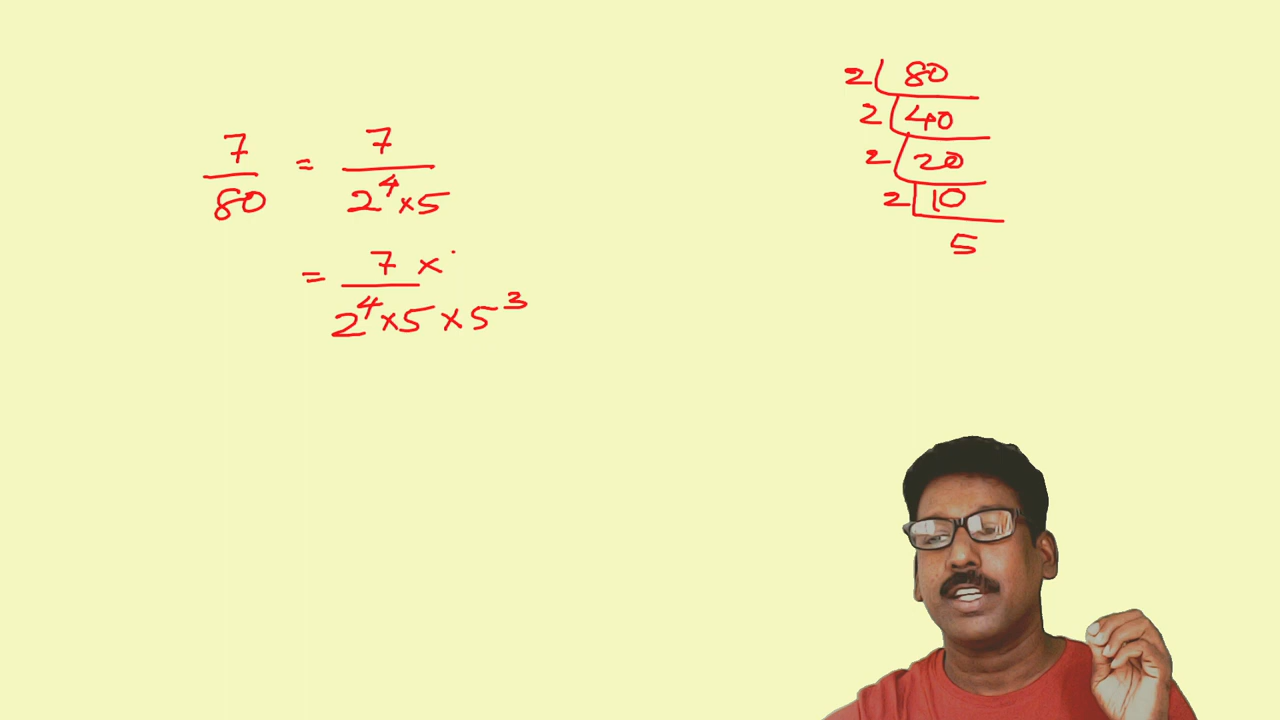 7/80 = 7/2⁴×5
= 7×/2⁴×5×5³
2 | 80
2 | 40
2 | 20
2 | 10
5